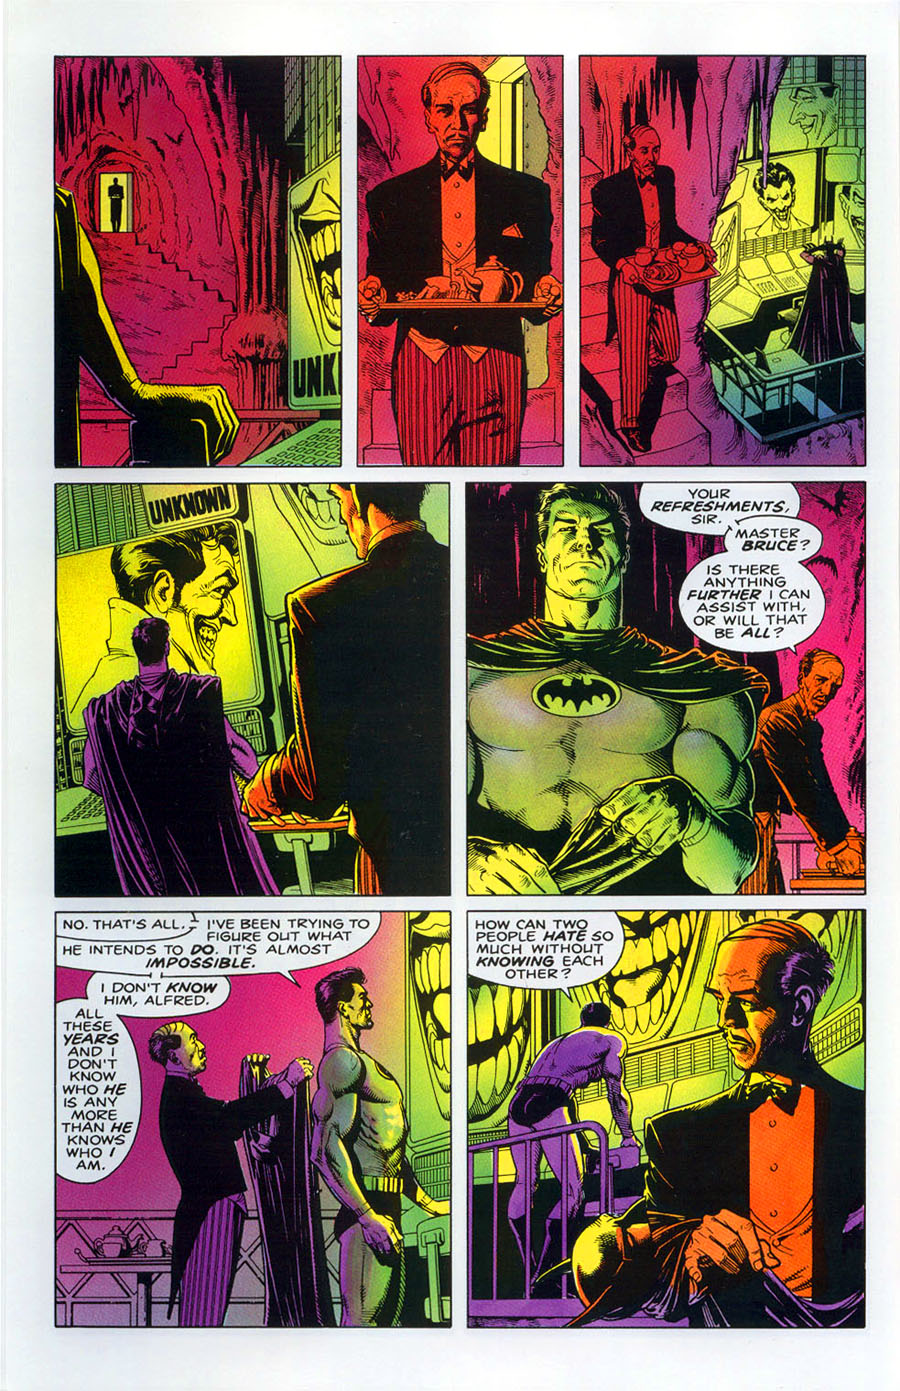 UNK
UNKNOWN
YOUR
REFRESHMENTS,
SIR.
MASTER
BRUCE?
IS THERE
ANYTHING
FURTHER I CAN
ASSIST WITH,
OR WILL THAT
BE ALL?
NO. THAT'S ALL.
I'VE BEEN TRYING TO
FIGURE OUT WHAT
HE INTENDS TO DO. IT'S ALMOST
IMPOSSIBLE.
I DON'T KNOW
HIM, ALFRED.
ALL
THESE
YEARS
AND I
DON'T
KNOW
WHO HE
IS ANY
MORE
THAN HE
KNOWS
WHO I
AM.
HOW CAN TWO
PEOPLE HATE SO
MUCH WITHOUT
KNOWING EACH
OTHER?